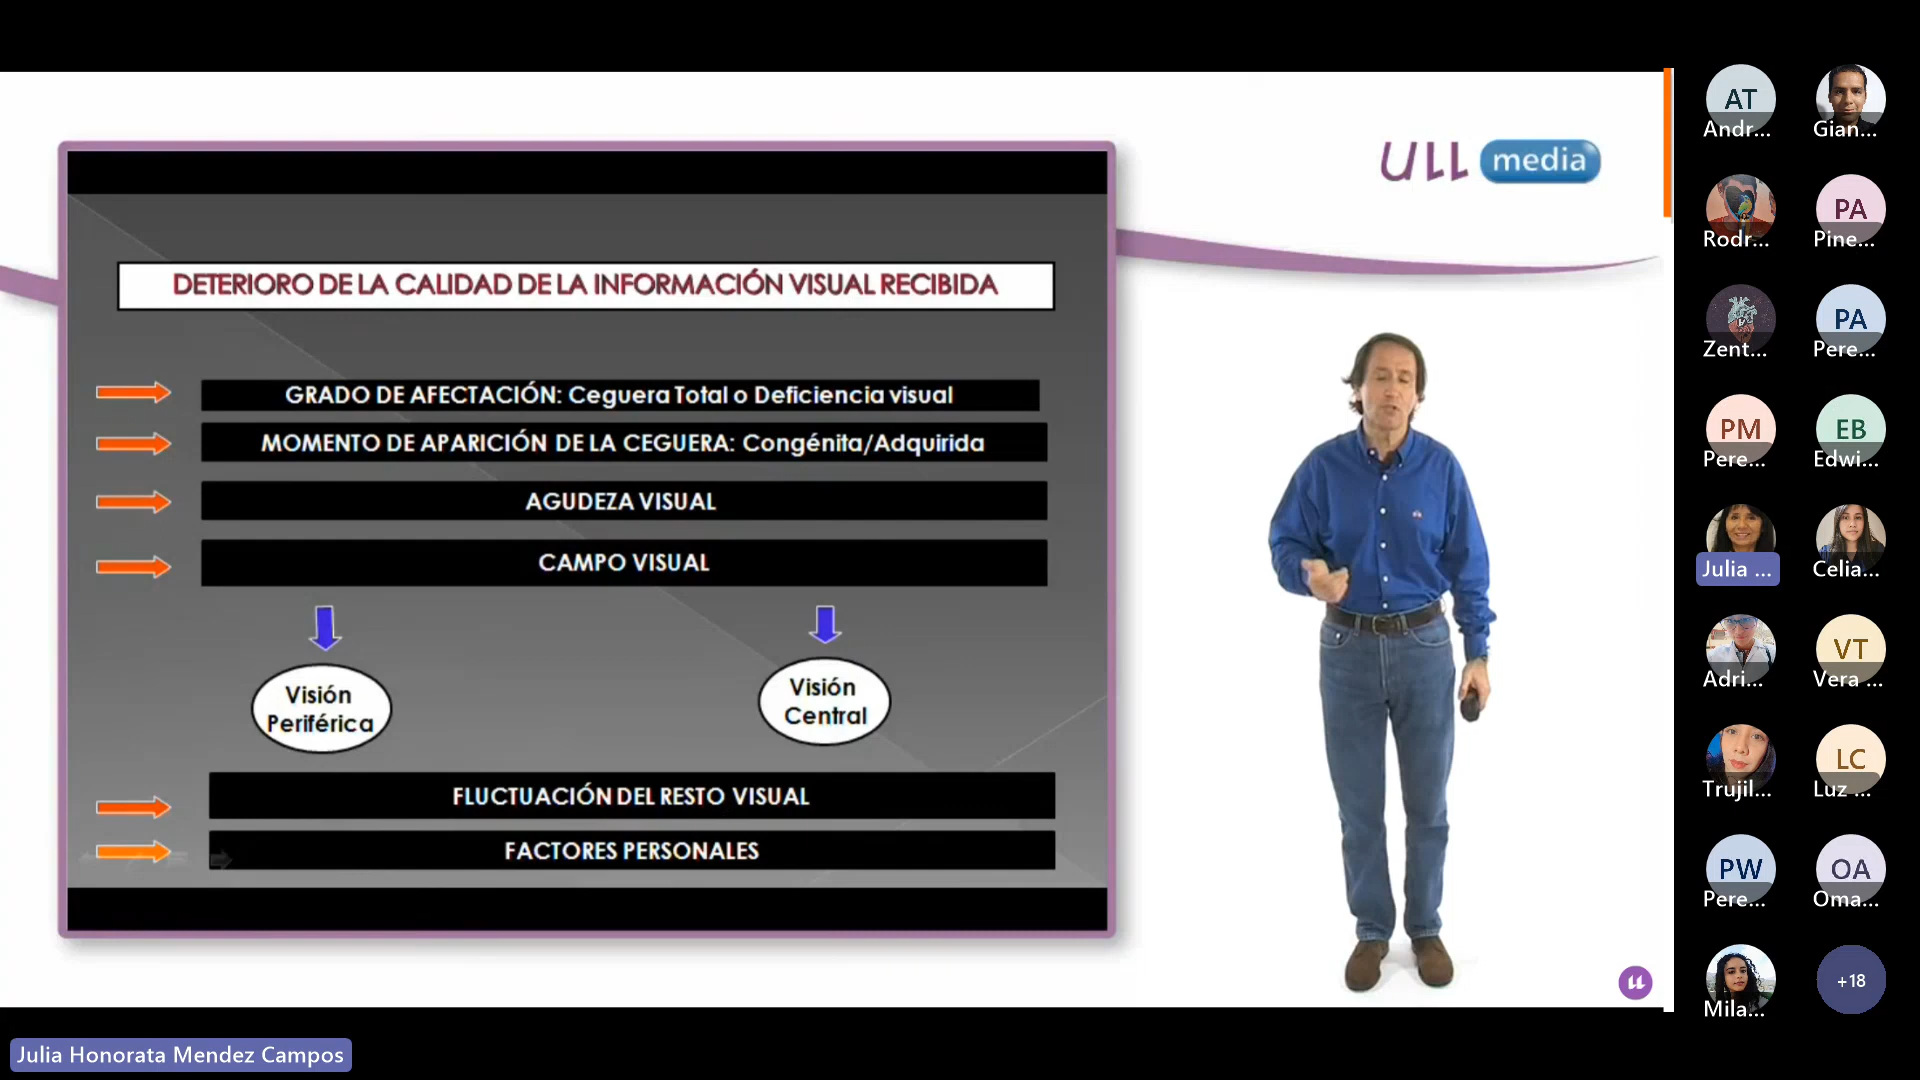 ULL media
DETERIORO DE LA CALIDAD DE LA INFORMACIÓN VISUAL RECIBIDA
GRADO DE AFECTACIÓN: Ceguera Total o Deficiencia visual
MOMENTO DE APARICIÓN DE LA CEGUERA: Congénita/Adquirida
AGUDEZA VISUAL
CAMPO VISUAL
Visión
Periférica
Visión
Central
FLUCTUACIÓN DEL RESTO VISUAL
FACTORES PERSONALES
AT
Andr...
Gian...
Rodr...
PA
Pine...
Zent...
PA
Pere...
PM
Pere...
EB
Edwi...
Julia ...
Celia...
Adri...
VT
Vera ...
Trujil...
LC
Luz ...
PW
Pere...
OA
Oma...
Mila...
+18
Julia Honorata Mendez Campos